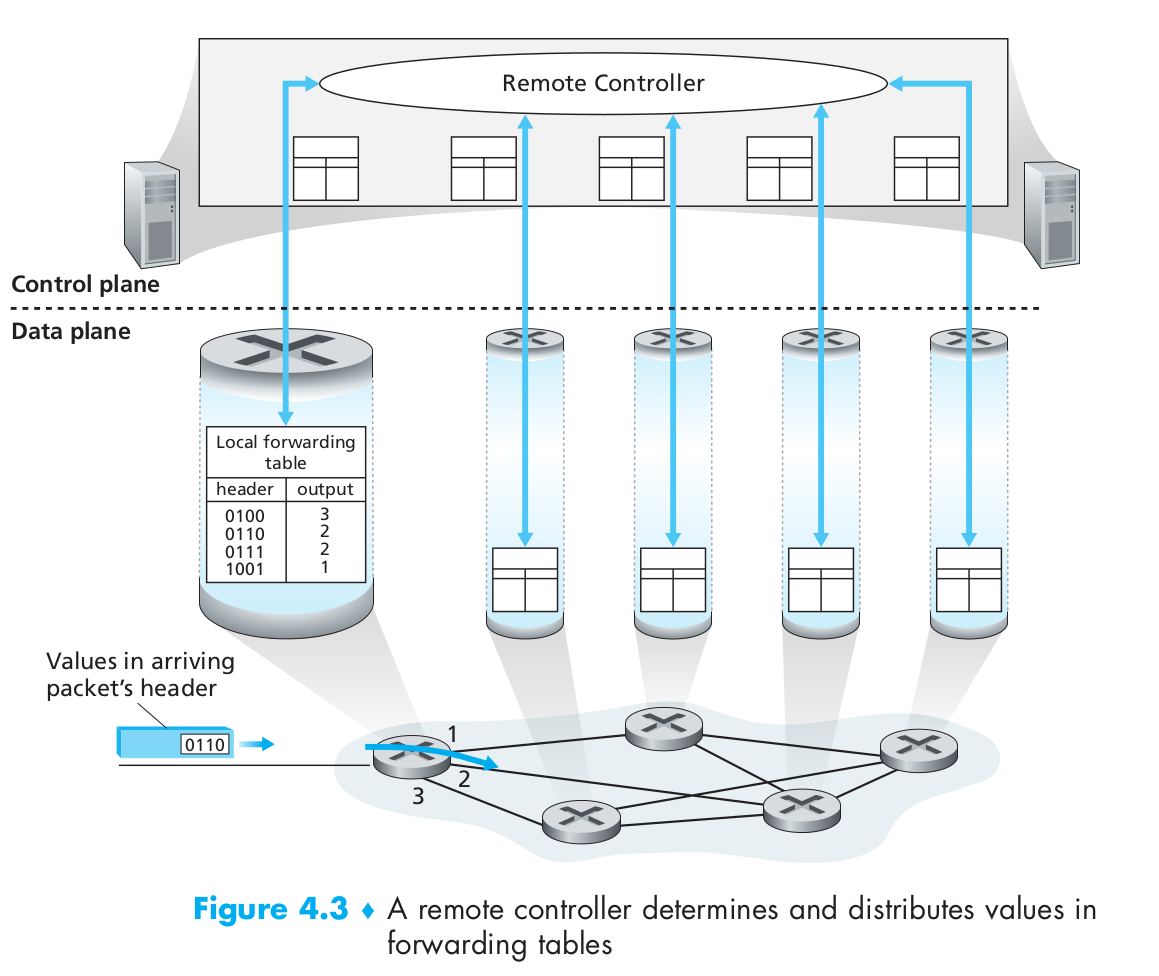 Remote Controller
Control plane
Data plane
Local forwarding
table
header output
0100 3
0110 2
0111 2
1001 1
Values in arriving
packet's header
0110
1
2
3
Figure 4.3 ♦ A remote controller determines and distributes values in
forwarding tables